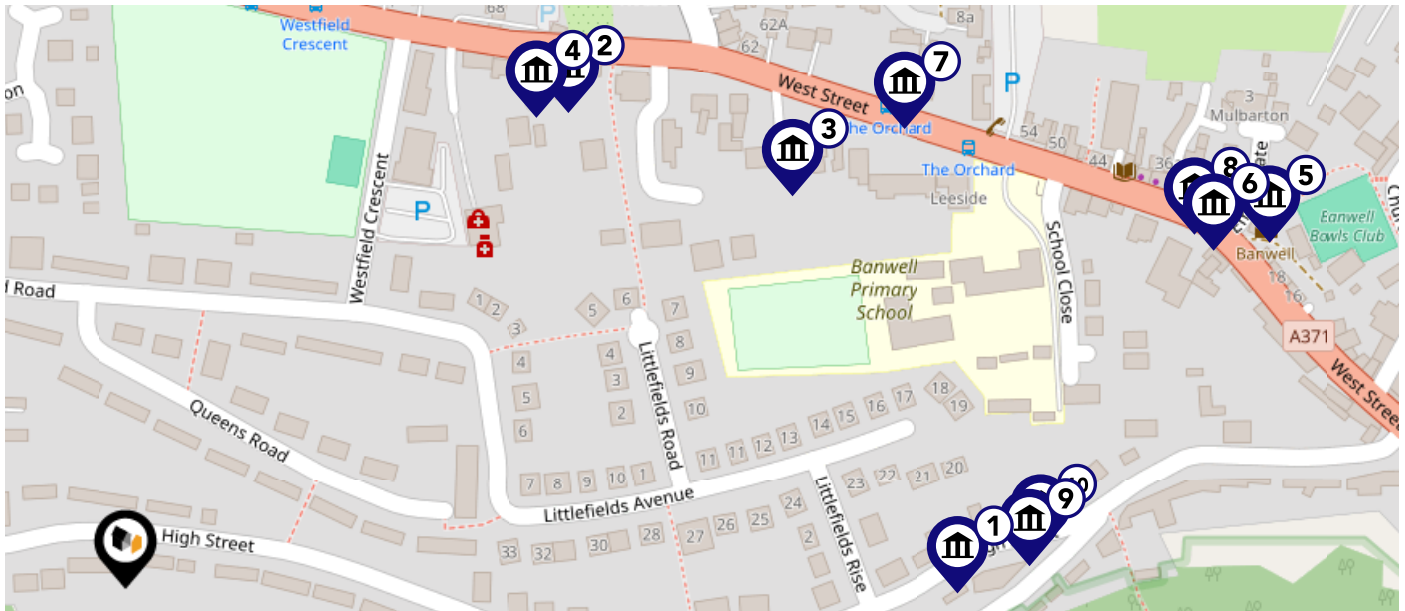 68
P
62A
62
8a
Westfield
Crescent
4
2
7
West Street
P
3
Mulbarton
The Orchard
54
50
44
36
3
The Orchard
Leeside
8
6
5
Eanwell
Bowls Club
Banwell
18
16
P
Westfield Crescent
School Close
Banwell
Primary
School
A371
West Street
d Road
1
2
3
5
6
7
4
8
3
9
2
10
4
5
6
Littlefields Road
Queens Road
11
11
12
13
14
15
16
17
18
19
7
8
9
10
1
23
22
21
20
Littlefields Avenue
24
25
26
27
28
30
32
33
2
Littlefields Rise
High Street
1
9
10